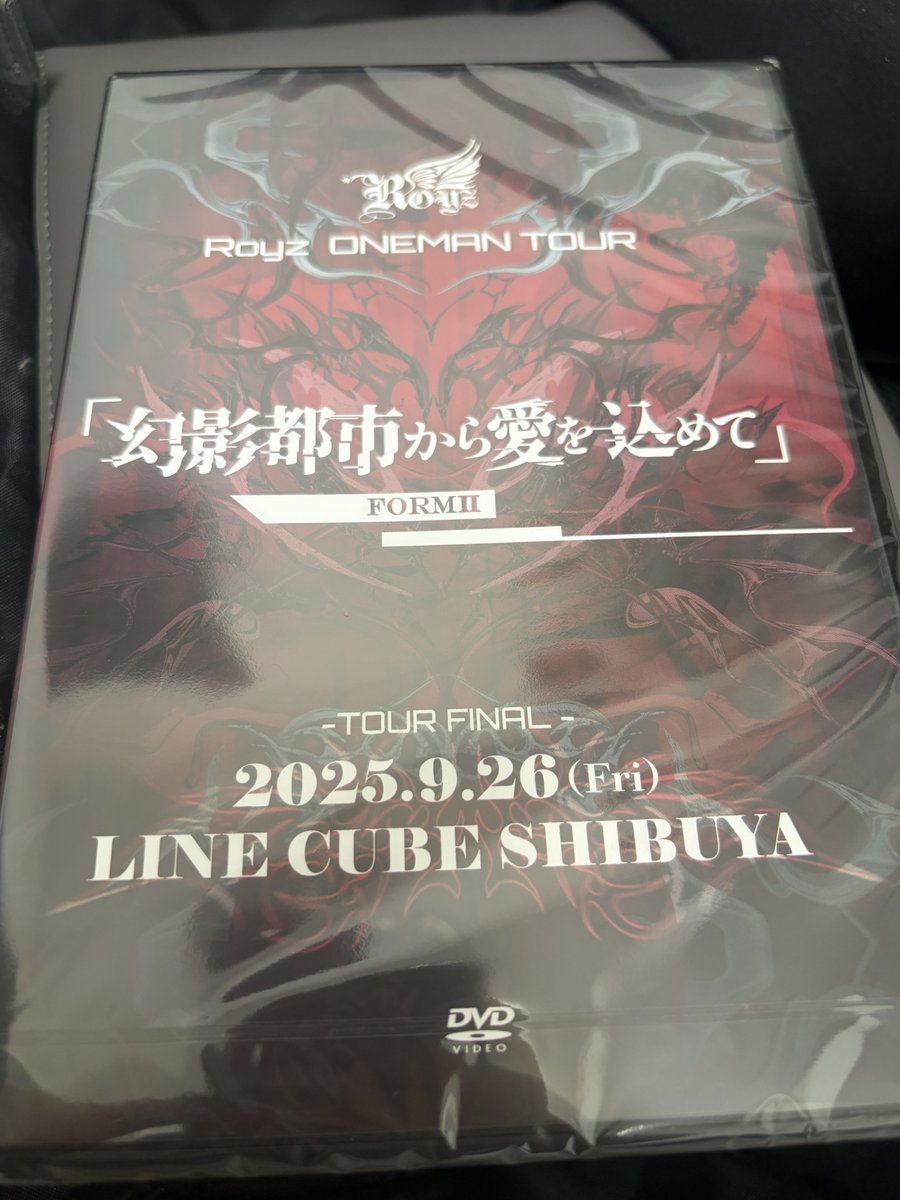 Royz
Royz ONEMAN TOUR
「幻影都市から愛を込めて」
FORMⅡ
-TOUR FINAL-
2025.9.26(Fri)
LINE CUBE SHIBUYA
DVD
VIDEO